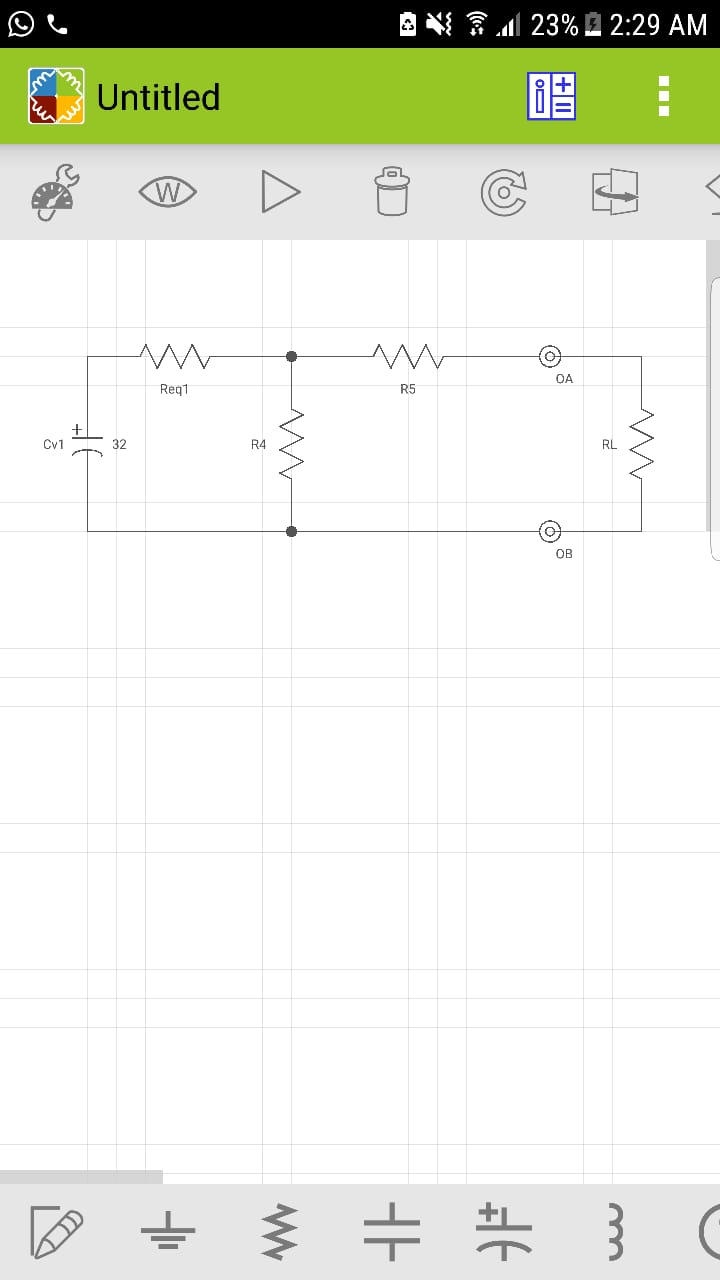 23% 2:29 AM
Untitled
W
OA
Req1
R5
+
Cv1 32 R4 RL
OB